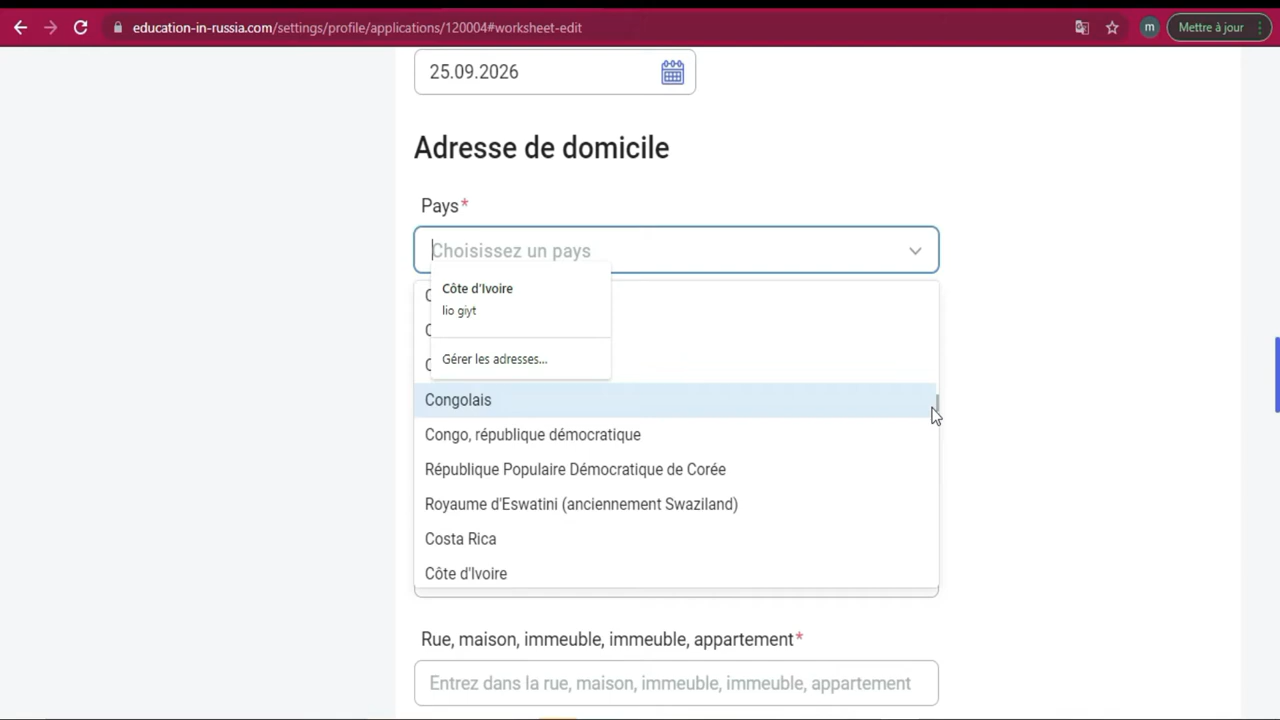 education-in-russia.com/settings/profile/applications/120004#worksheet-edit
m
Mettre à jour
25.09.2026
Adresse de domicile
Pays*
Choisissez un pays
Côte d'Ivoire
lio giyt
Gérer les adresses...
Congolais
Congo, république démocratique
République Populaire Démocratique de Corée
Royaume d'Eswatini (anciennement Swaziland)
Costa Rica
Côte d'Ivoire
Rue, maison, immeuble, immeuble, appartement*
Entrez dans la rue, maison, immeuble, immeuble, appartement